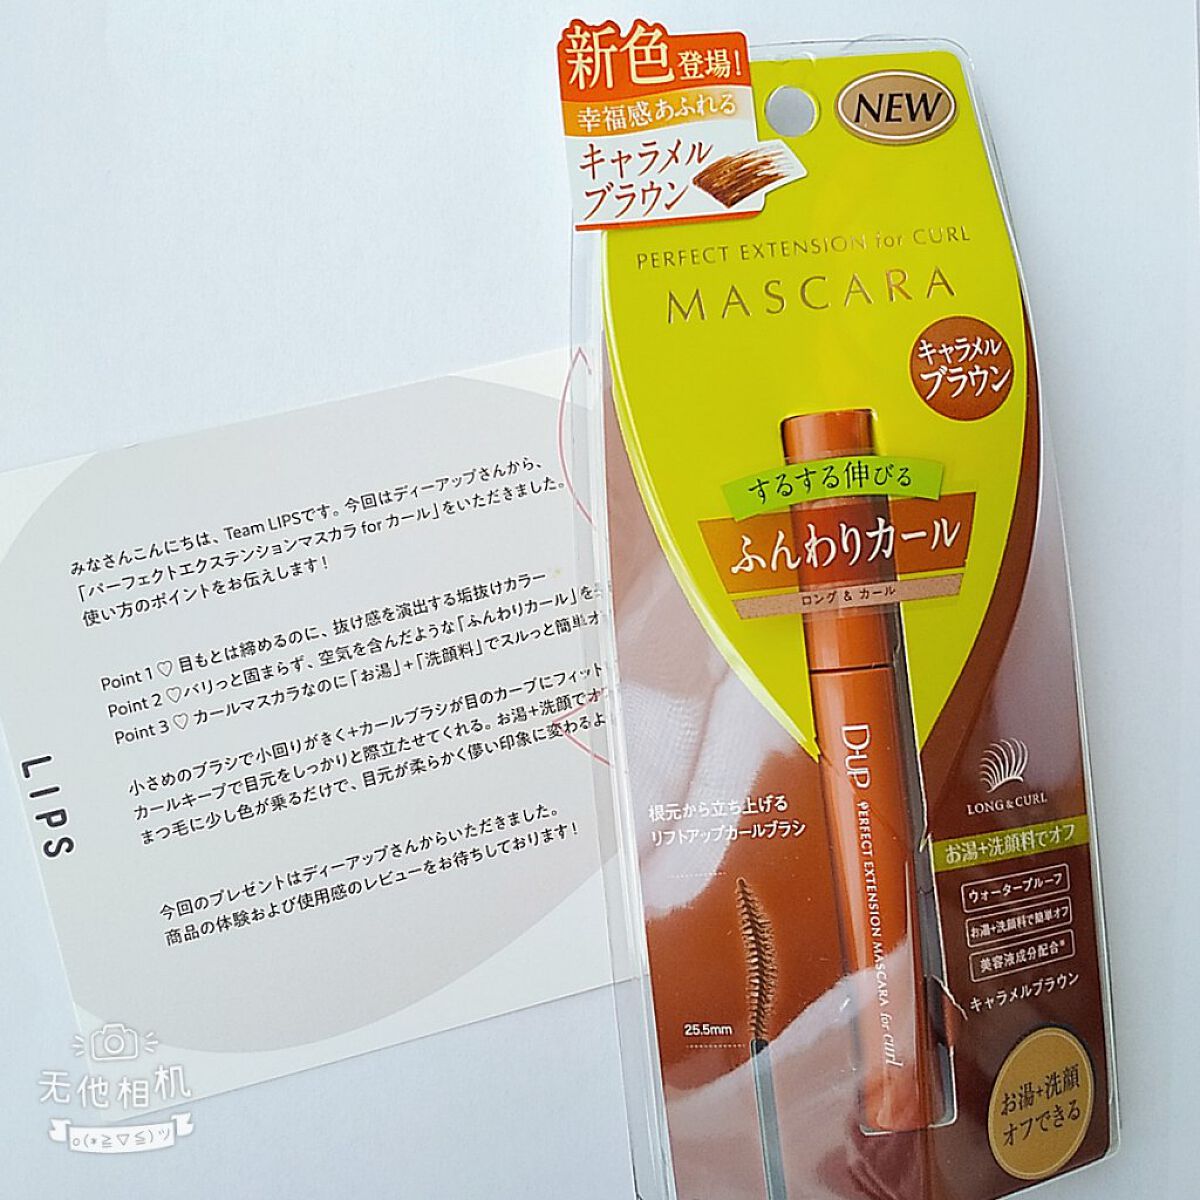 新色登場!
幸福感あふれる
キャラメル
ブラウン
NEW
PERFECT EXTENSION for CURL
MASCARA
キャラメル
ブラウン
するする伸びる
ふんわりカール
ロング & カール
D-UP PERFECT EXTENSION MASCARA for curl
根元から立ち上げる
リフトアップカールブラシ
25.5mm
LONG & CURL
お湯+洗顔料でオフ
ウォータープルーフ
お湯+洗顔料で簡単オフ
美容液成分配合*
キャラメルブラウン
お湯+洗顔
オフできる
みなさんこんにちは、Team LIPSです。今回はディーアップさんから、
「パーフェクトエクステンションマスカラ for カール」をいただきました。
使い方のポイントをお伝えします!
Point 1 ♡ 目もとは締めるのに、抜け感を演出する垢抜けカラー
Point 2 ♡バリっと固まらず、空気を含んだような「ふんわりカール」を
Point 3 ♡ カールマスカラなのに「お湯」+「洗顔料」でスルっと簡単オ
小さめのブラシで小回りがきく+カールブラシが目のカーブにフィット
カールキープで目元をしっかりと際立たせてくれる。お湯+洗顔でオフ
まつ毛に少し色が乗るだけで、目元が柔らかく儚い印象に変わるよ
今回のプレゼントはディーアップさんからいただきました。
商品の体験および使用感のレビューをお待ちしております!
LIPS
无他相机
o(*≧▽≦)ツ